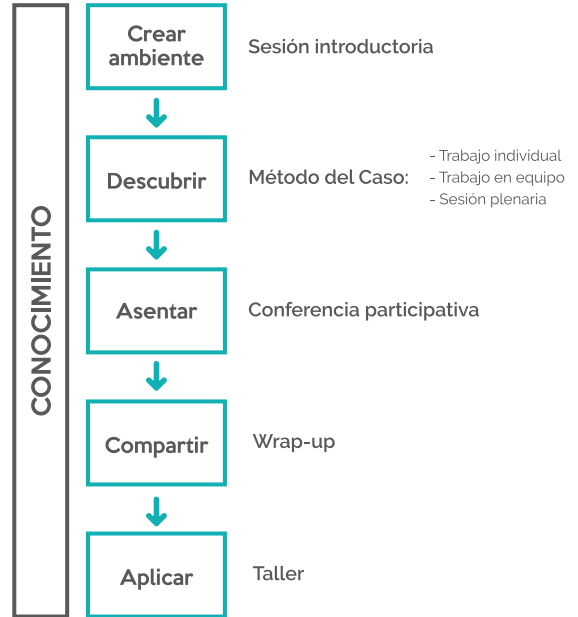 CONOCIMIENTO
Crear
ambiente
Sesión introductoria
Descubrir
Método del Caso:
- Trabajo individual
- Trabajo en equipo
- Sesión plenaria
Asentar
Conferencia participativa
Compartir
Wrap-up
Aplicar
Taller